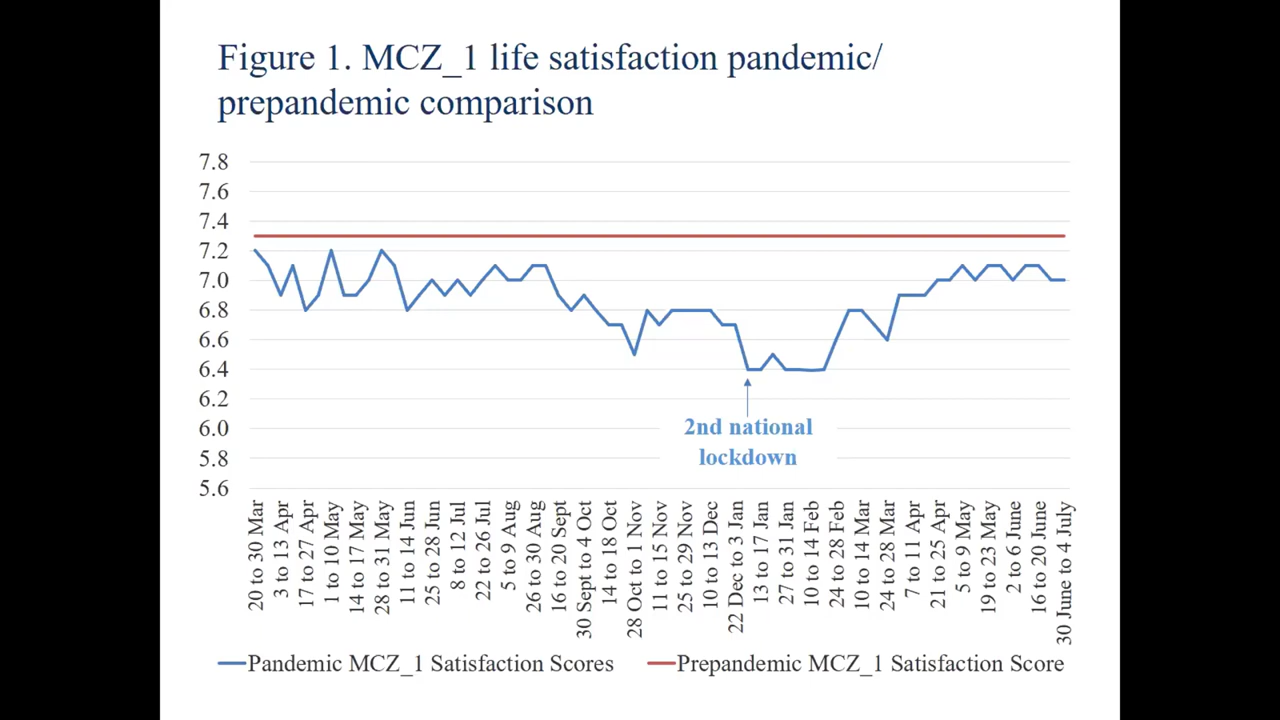 Figure 1. MCZ_1 life satisfaction pandemic/
prepandemic comparison
7.8
7.6
7.4
7.2
7.0
6.8
6.6
6.4
6.2
6.0
5.8
5.6
2nd national
lockdown
20 to 30 Mar
3 to 13 Apr
17 to 27 Apr
1 to 10 May
14 to 17 May
28 to 31 May
11 to 14 Jun
25 to 28 Jun
8 to 12 Jul
22 to 26 Jul
5 to 9 Aug
26 to 30 Aug
16 to 20 Sept
30 Sept to 4 Oct
14 to 18 Oct
28 Oct to 1 Nov
11 to 15 Nov
25 to 29 Nov
10 to 13 Dec
22 Dec to 3 Jan
13 to 17 Jan
27 to 31 Jan
10 to 14 Feb
24 to 28 Feb
10 to 14 Mar
24 to 28 Mar
7 to 11 Apr
21 to 25 Apr
5 to 9 May
19 to 23 May
2 to 6 June
16 to 20 June
30 June to 4 July
Pandemic MCZ_1 Satisfaction Scores
Prepandemic MCZ_1 Satisfaction Score